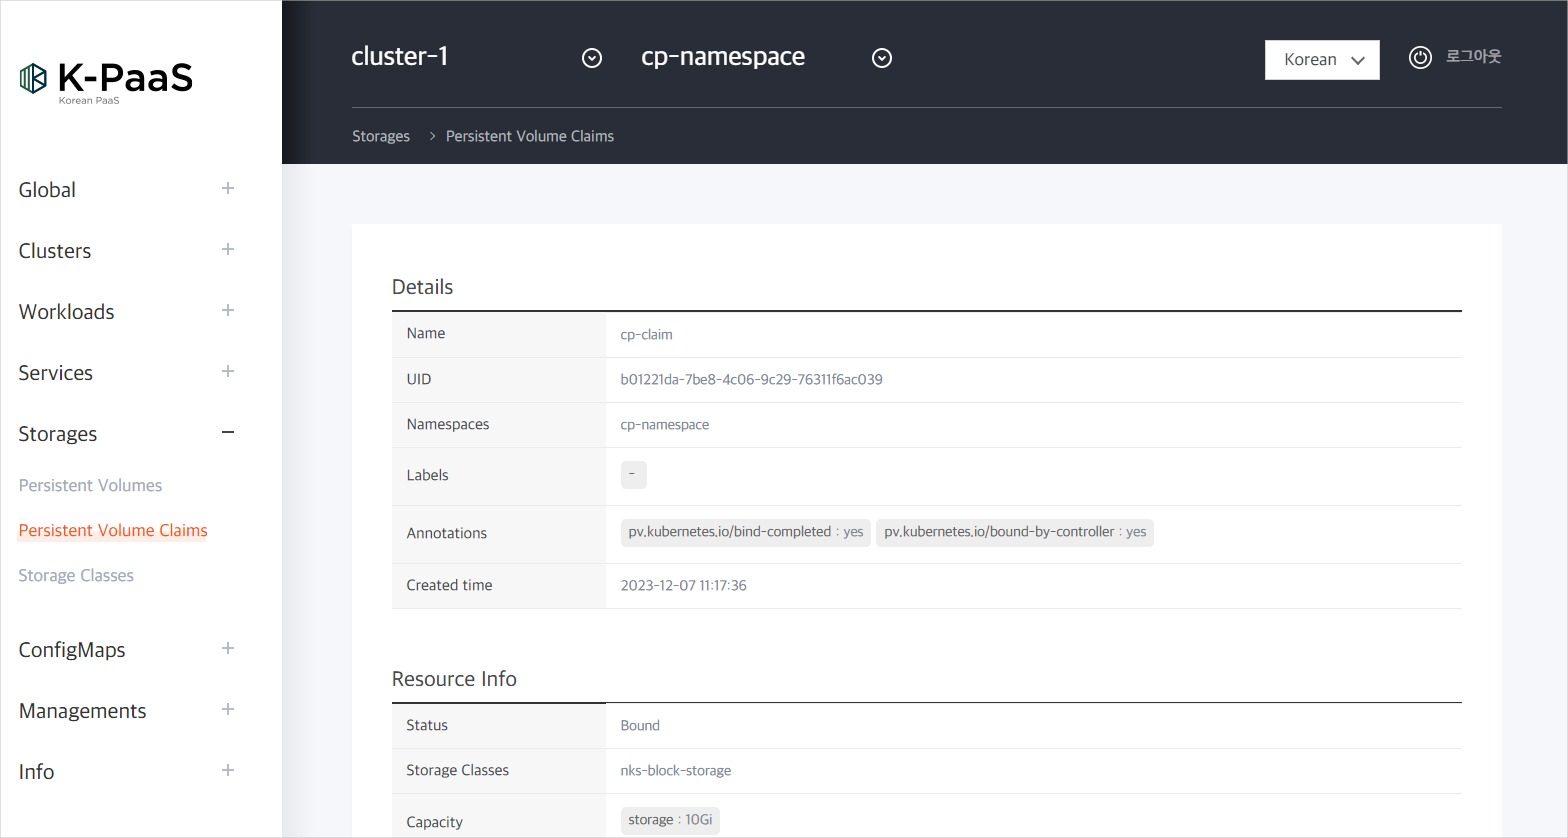 K-PaaS
Korean PaaS
cluster-1
cp-namespace
Korean
로그아웃
Storages > Persistent Volume Claims
Global +
Clusters +
Workloads +
Services +
Storages −
Persistent Volumes
Persistent Volume Claims
Storage Classes
ConfigMaps +
Managements +
Info +
Details
Name cp-claim
UID b01221da-7be8-4c06-9c29-76311f6ac039
Namespaces cp-namespace
Labels -
Annotations pv.kubernetes.io/bind-completed : yes pv.kubernetes.io/bound-by-controller : yes
Created time 2023-12-07 11:17:36
Resource Info
Status Bound
Storage Classes nks-block-storage
Capacity storage : 10Gi